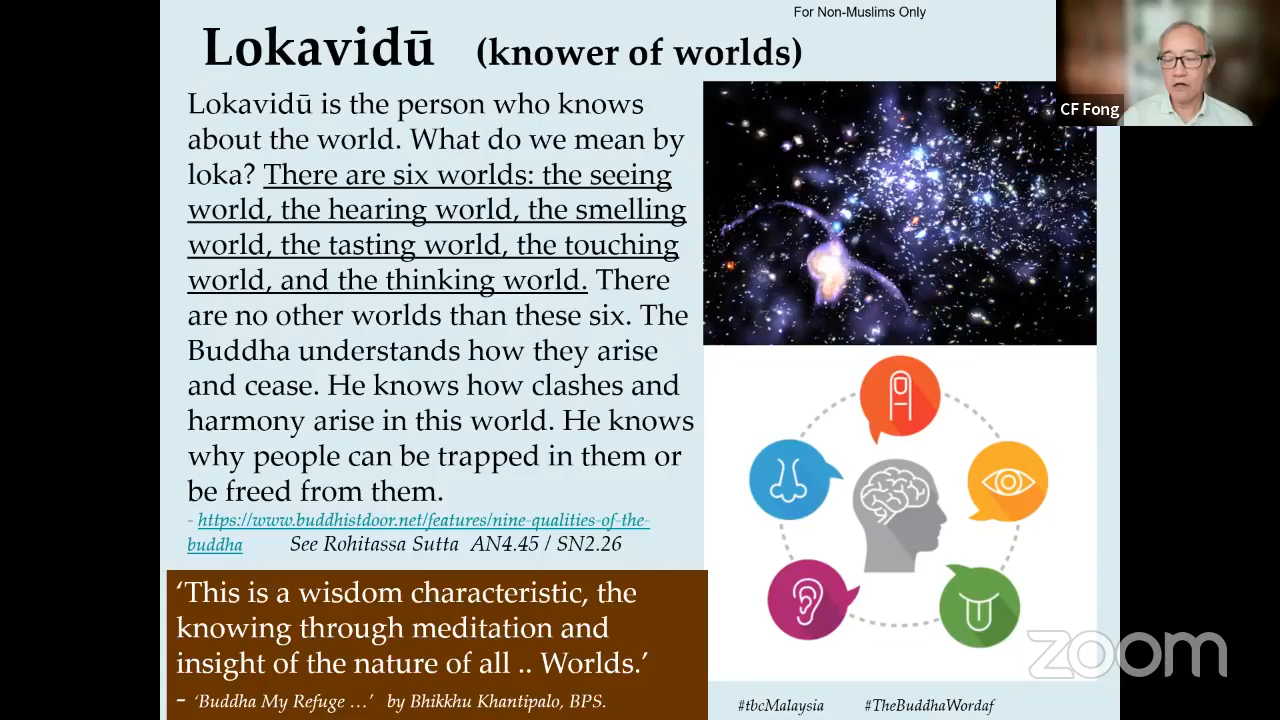 For Non-Muslims Only
Lokavidū (knower of worlds)
Lokavidū is the person who knows
about the world. What do we mean by
loka? There are six worlds: the seeing
world, the hearing world, the smelling
world, the tasting world, the touching
world, and the thinking world. There
are no other worlds than these six. The
Buddha understands how they arise
and cease. He knows how clashes and
harmony arise in this world. He knows
why people can be trapped in them or
be freed from them.
- https://www.buddhistdoor.net/features/nine-qualities-of-the-
buddha See Rohitassa Sutta AN4.45 / SN2.26
‘This is a wisdom characteristic, the
knowing through meditation and
insight of the nature of all .. Worlds.’
- ‘Buddha My Refuge …’ by Bhikkhu Khantipalo, BPS.
CF Fong
zoom
#tbcMalaysia #TheBuddhaWordaf